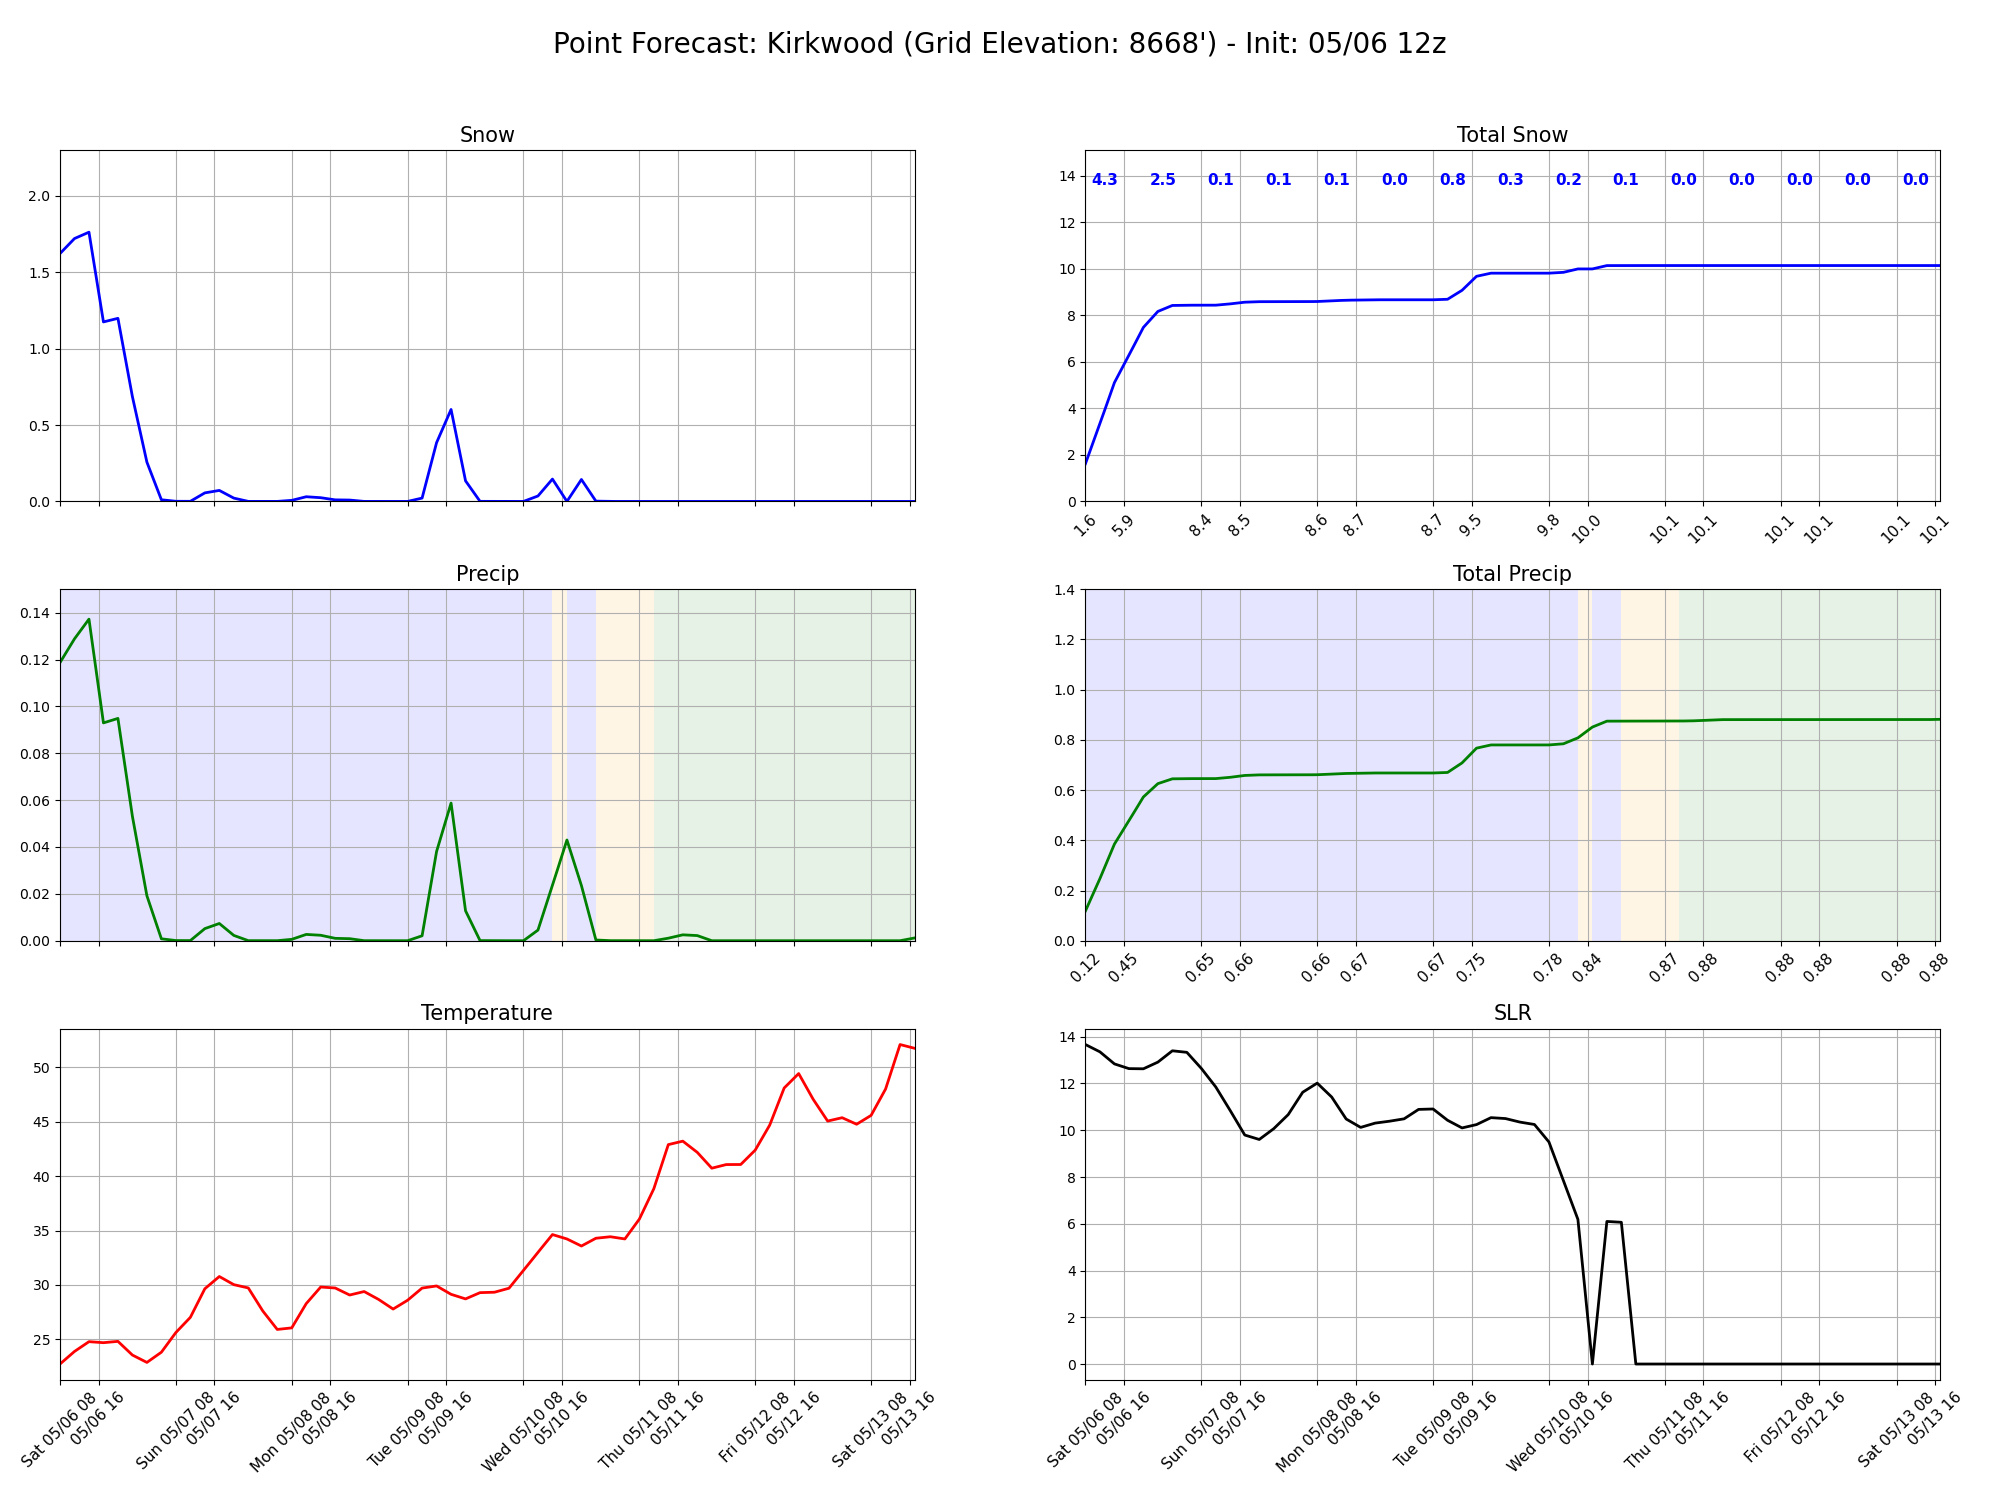 Point Forecast: Kirkwood (Grid Elevation: 8668') - Init: 05/06 12z
Snow
2.0
1.5
1.0
0.5
0.0
Total Snow
14
12
10
8
6
4
2
0
4.3 2.5 0.1 0.1 0.1 0.0 0.8 0.3 0.2 0.1 0.0 0.0 0.0 0.0 0.0
1.6 5.9 8.4 8.5 8.6 8.7 8.7 9.5 9.8 10.0 10.1 10.1 10.1 10.1 10.1 10.1
Precip
0.14
0.12
0.10
0.08
0.06
0.04
0.02
0.00
Total Precip
1.4
1.2
1.0
0.8
0.6
0.4
0.2
0.0
0.12 0.45 0.65 0.66 0.66 0.67 0.67 0.75 0.78 0.84 0.87 0.88 0.88 0.88 0.88 0.88
Temperature
50
45
40
35
30
25
Sat 05/06 08
05/06 16
Sun 05/07 08
05/07 16
Mon 05/08 08
05/08 16
Tue 05/09 08
05/09 16
Wed 05/10 08
05/10 16
Thu 05/11 08
05/11 16
Fri 05/12 08
05/12 16
Sat 05/13 08
05/13 16
SLR
14
12
10
8
6
4
2
0
Sat 05/06 08
05/06 16
Sun 05/07 08
05/07 16
Mon 05/08 08
05/08 16
Tue 05/09 08
05/09 16
Wed 05/10 08
05/10 16
Thu 05/11 08
05/11 16
Fri 05/12 08
05/12 16
Sat 05/13 08
05/13 16